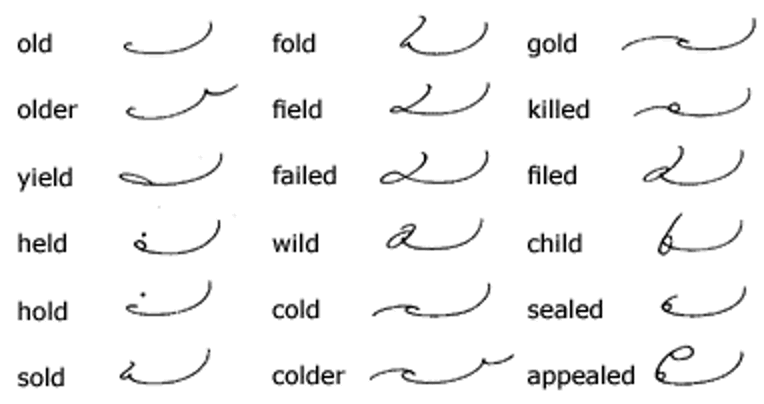 old fold gold
older field killed
yield failed filed
held wild child
hold cold sealed
sold colder appealed